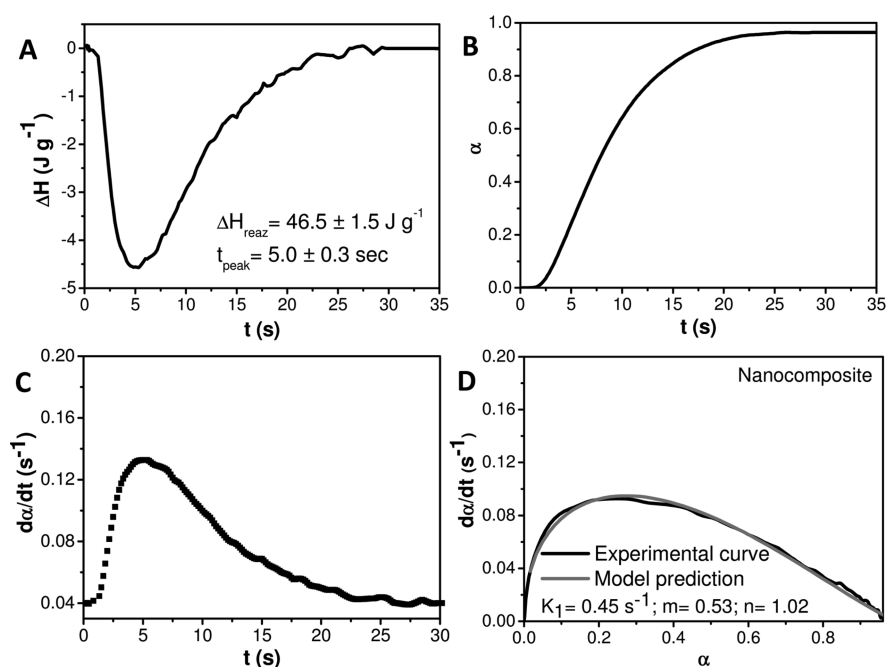 A
ΔH (J g⁻¹)
0
-1
-2
-3
-4
-5
ΔH_reaz= 46.5 ± 1.5 J g⁻¹
t_peak= 5.0 ± 0.3 sec
0 5 10 15 20 25 30 35
t (s)
B
α
1.0
0.8
0.6
0.4
0.2
0.0
0 5 10 15 20 25 30 35
t (s)
C
dα/dt (s⁻¹)
0.20
0.16
0.12
0.08
0.04
0 5 10 15 20 25 30
t (s)
D
Nanocomposite
dα/dt (s⁻¹)
0.20
0.16
0.12
0.08
0.04
0.00
Experimental curve
Model prediction
K₁= 0.45 s⁻¹; m= 0.53; n= 1.02
0.0 0.2 0.4 0.6 0.8
α